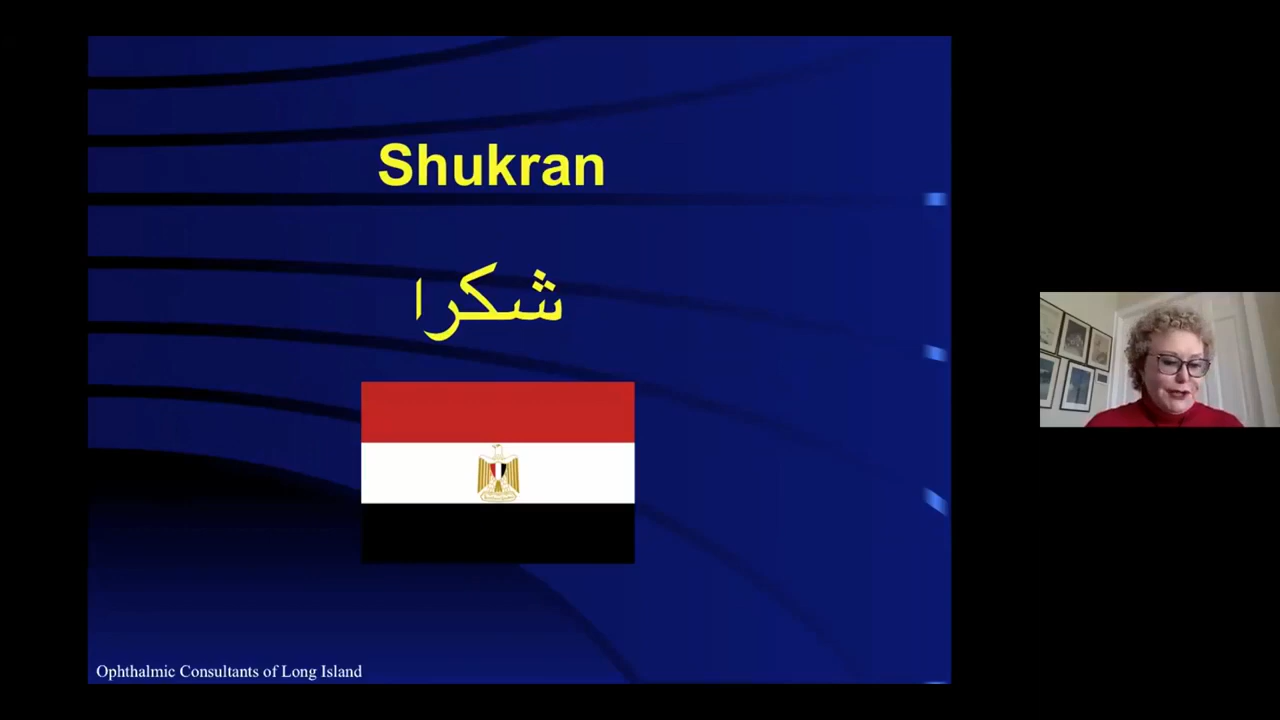 Shukran
شكرا
Ophthalmic Consultants of Long Island